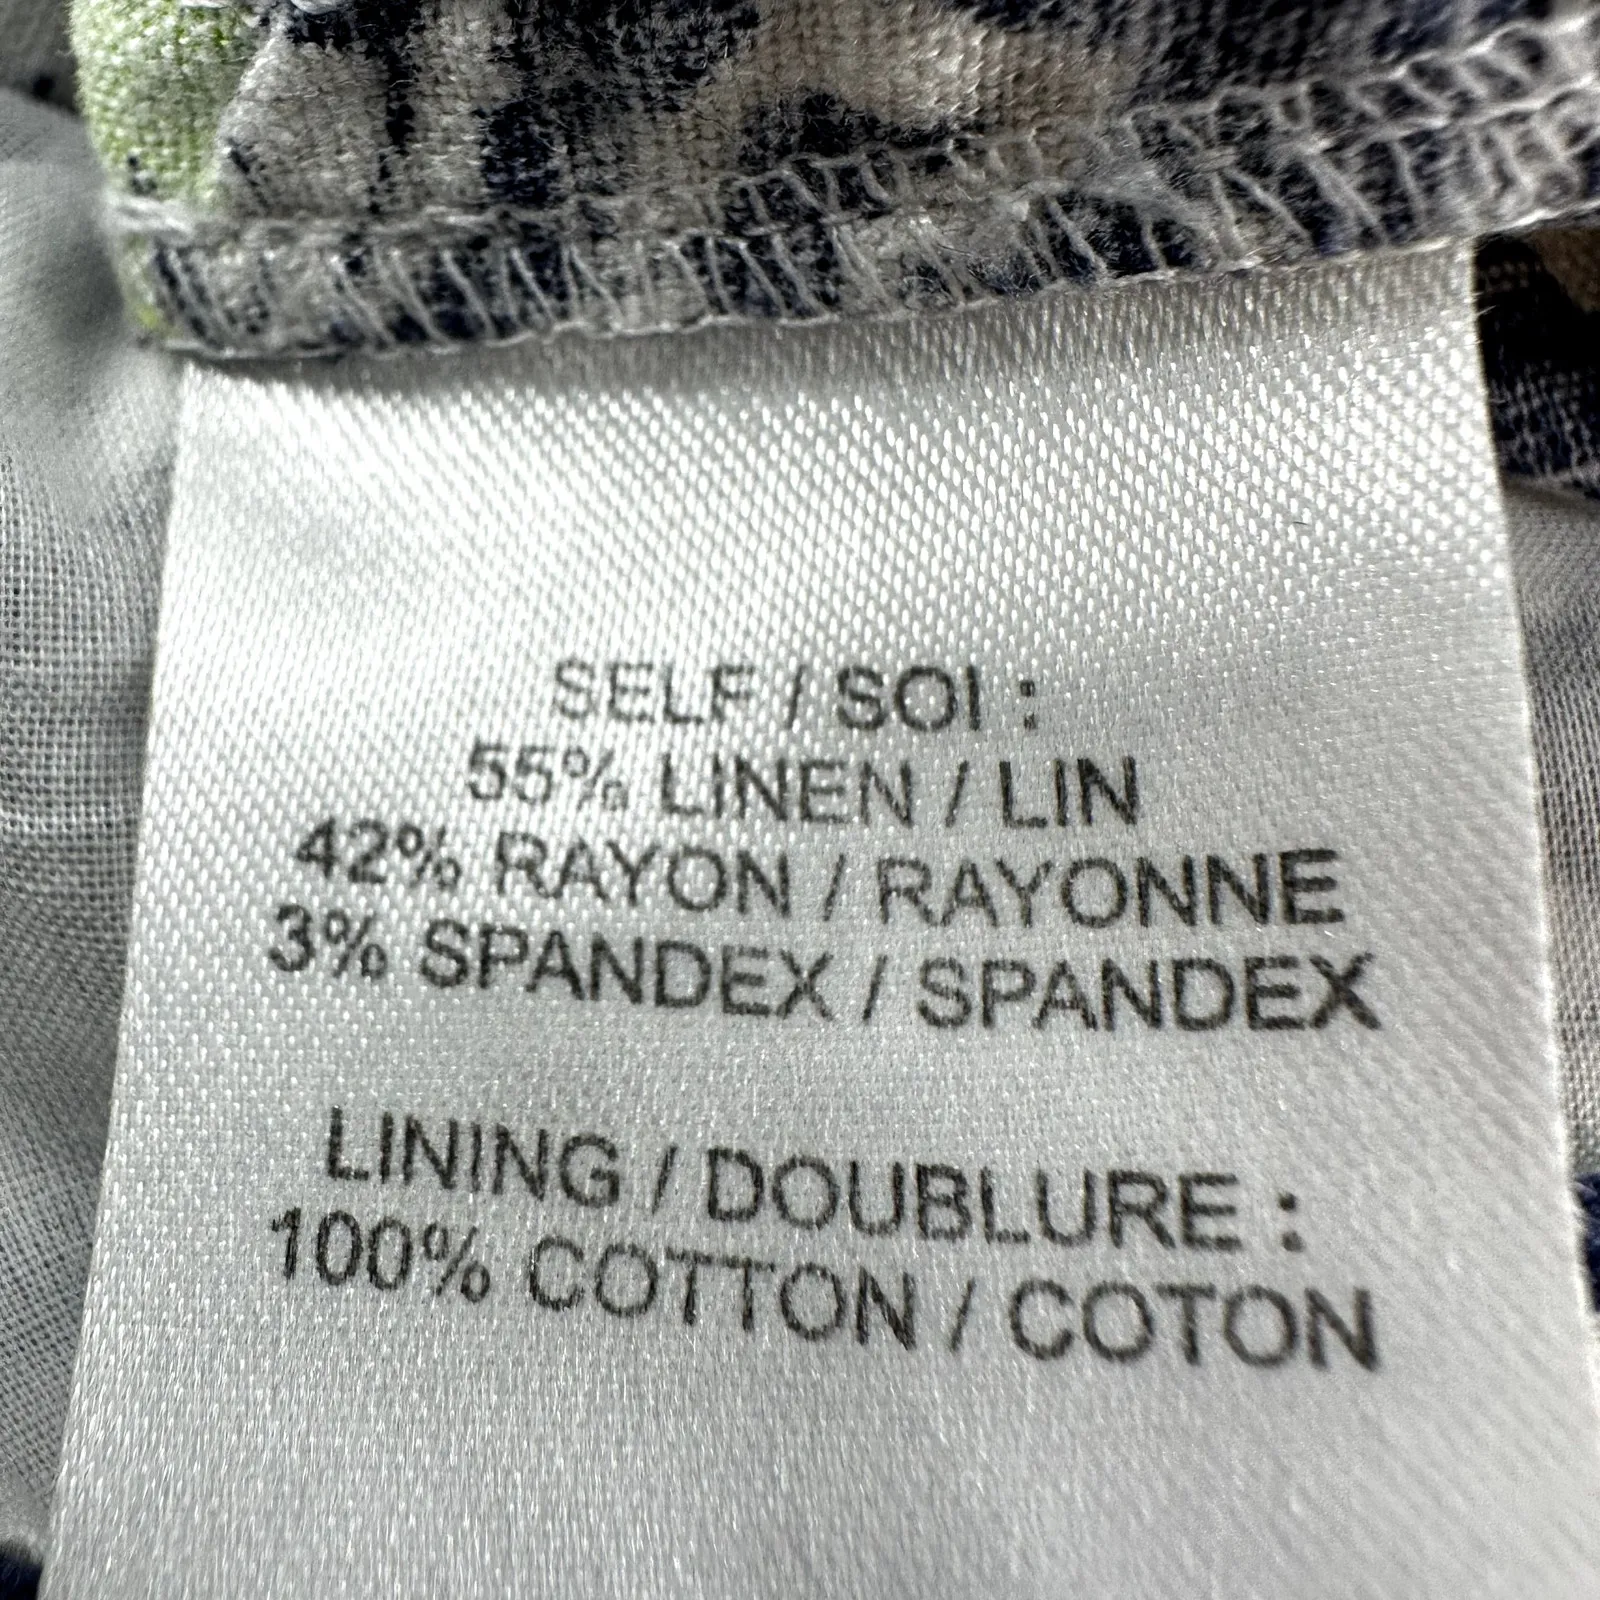 SELF / SOI :
55% LINEN / LIN
42% RAYON / RAYONNE
3% SPANDEX / SPANDEX
LINING / DOUBLURE :
100% COTTON / COTON